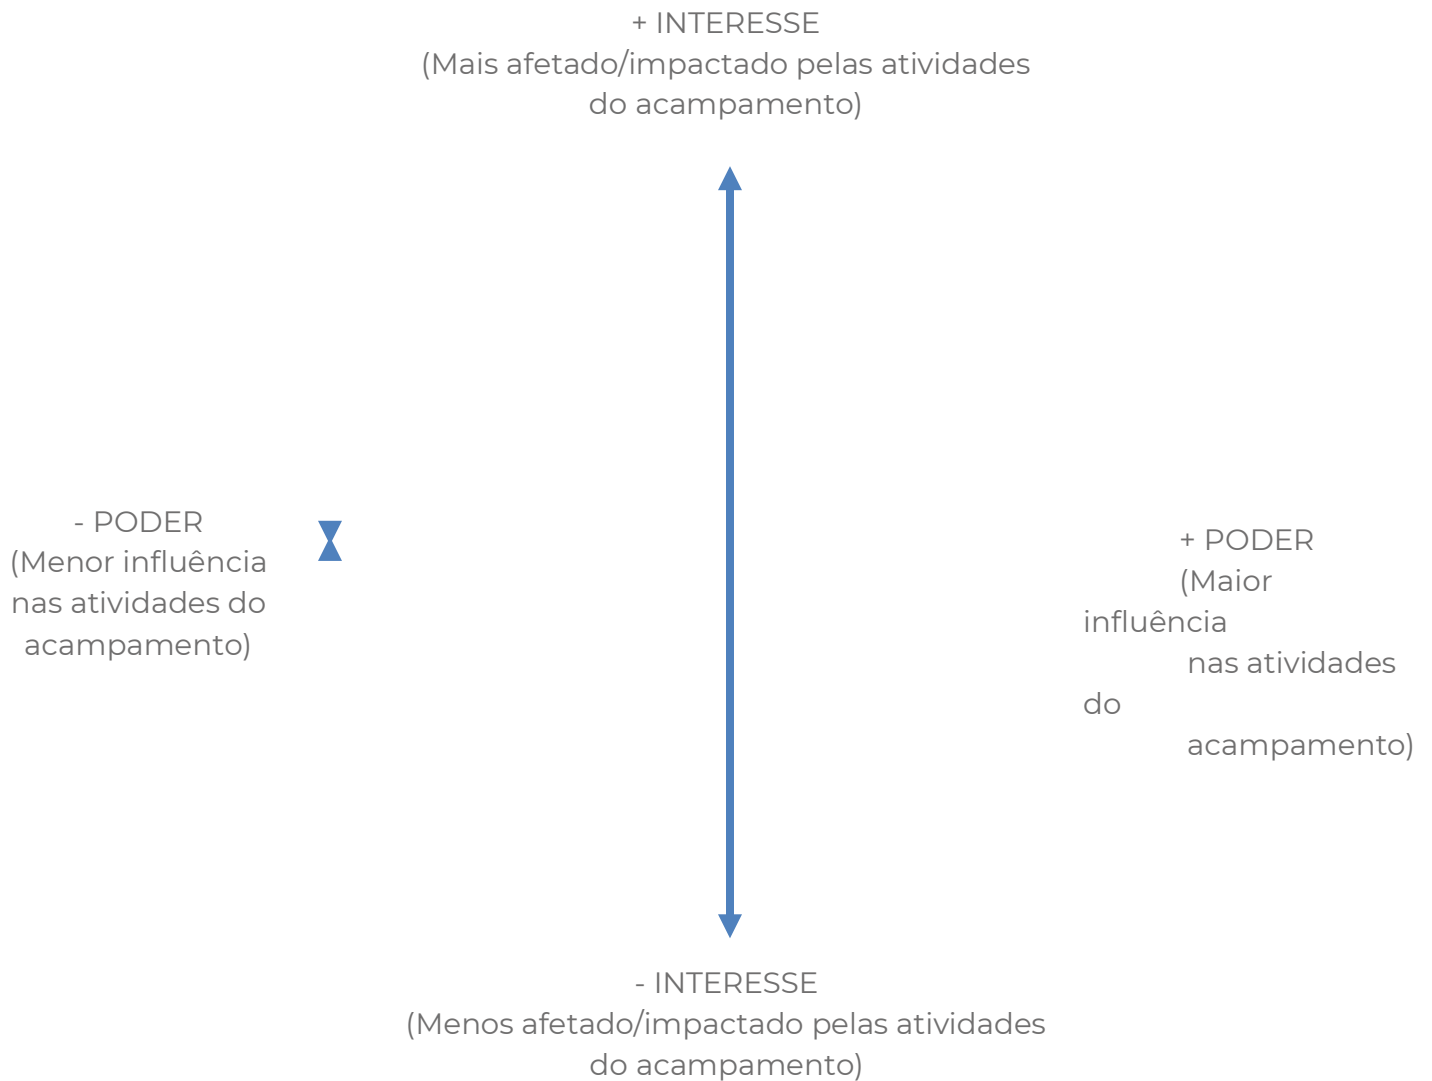 + INTERESSE
(Mais afetado/impactado pelas atividades
do acampamento)
- PODER
(Menor influência
nas atividades do
acampamento)
+ PODER
(Maior
influência
nas atividades
do
acampamento)
- INTERESSE
(Menos afetado/impactado pelas atividades
do acampamento)